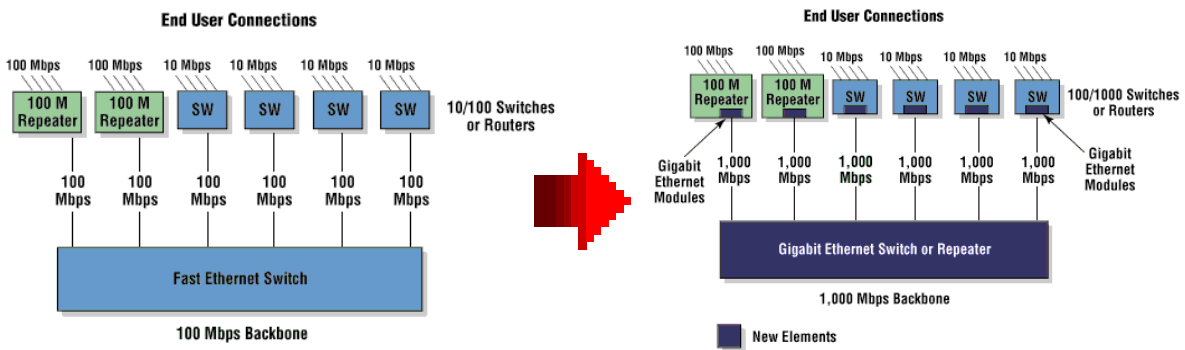 End User Connections
100 Mbps
100 Mbps
10 Mbps
10 Mbps
10 Mbps
10 Mbps
100 M
Repeater
100 M
Repeater
SW
SW
SW
SW
10/100 Switches
or Routers
100
Mbps
100
Mbps
100
Mbps
100
Mbps
100
Mbps
100
Mbps
Fast Ethernet Switch
100 Mbps Backbone
End User Connections
100 Mbps
100 Mbps
10 Mbps
10 Mbps
10 Mbps
10 Mbps
100 M
Repeater
100 M
Repeater
SW
SW
SW
SW
100/1000 Switches
or Routers
Gigabit
Ethernet
Modules
1,000
Mbps
1,000
Mbps
1,000
Mbps
1,000
Mbps
1,000
Mbps
1,000
Mbps
Gigabit
Ethernet
Modules
Gigabit Ethernet Switch or Repeater
1,000 Mbps Backbone
New Elements